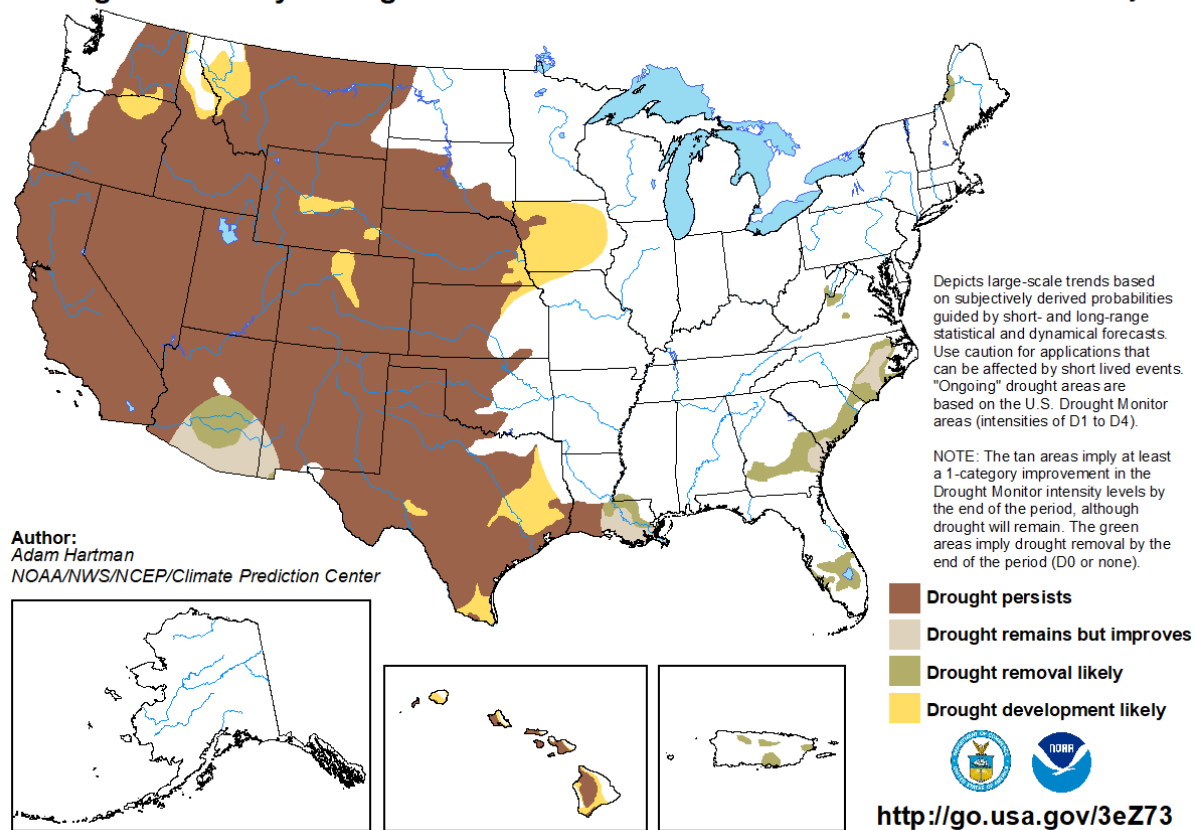 Depicts large-scale trends based
on subjectively derived probabilities
guided by short- and long-range
statistical and dynamical forecasts.
Use caution for applications that
can be affected by short lived events.
"Ongoing" drought areas are
based on the U.S. Drought Monitor
areas (intensities of D1 to D4).
NOTE: The tan areas imply at least
a 1-category improvement in the
Drought Monitor intensity levels by
the end of the period, although
drought will remain. The green
areas imply drought removal by the
end of the period (D0 or none).
Author:
Adam Hartman
NOAA/NWS/NCEP/Climate Prediction Center
Drought persists
Drought remains but improves
Drought removal likely
Drought development likely
NOAA
http://go.usa.gov/3eZ73